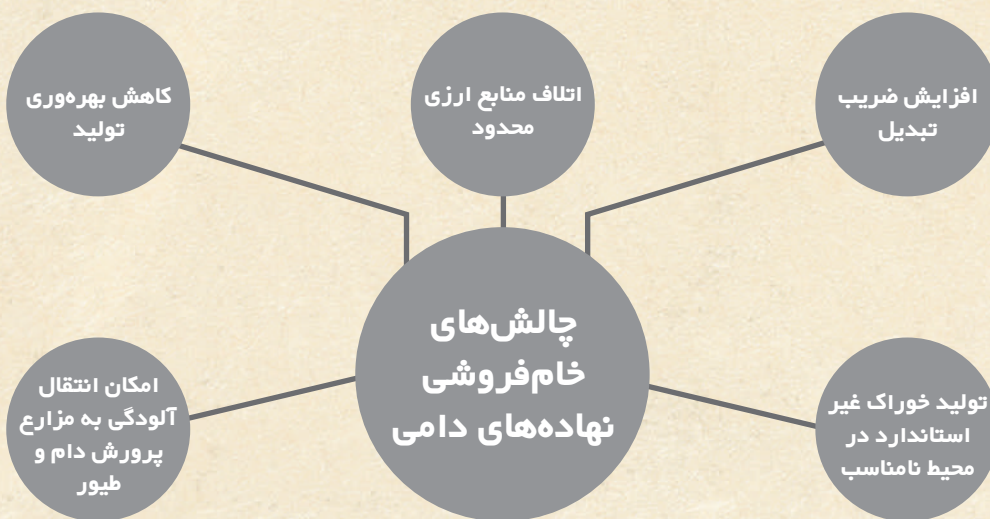 افزایش ضریب
تبدیل
اتلاف منابع ارزی
محدود
کاهش بهره‌وری
تولید
چالش‌های
خام‌فروشی
نهاده‌های دامی
تولید خوراک غیر
استاندارد در
محیط نامناسب
امکان انتقال
آلودگی به مزارع
پرورش دام و
طیور